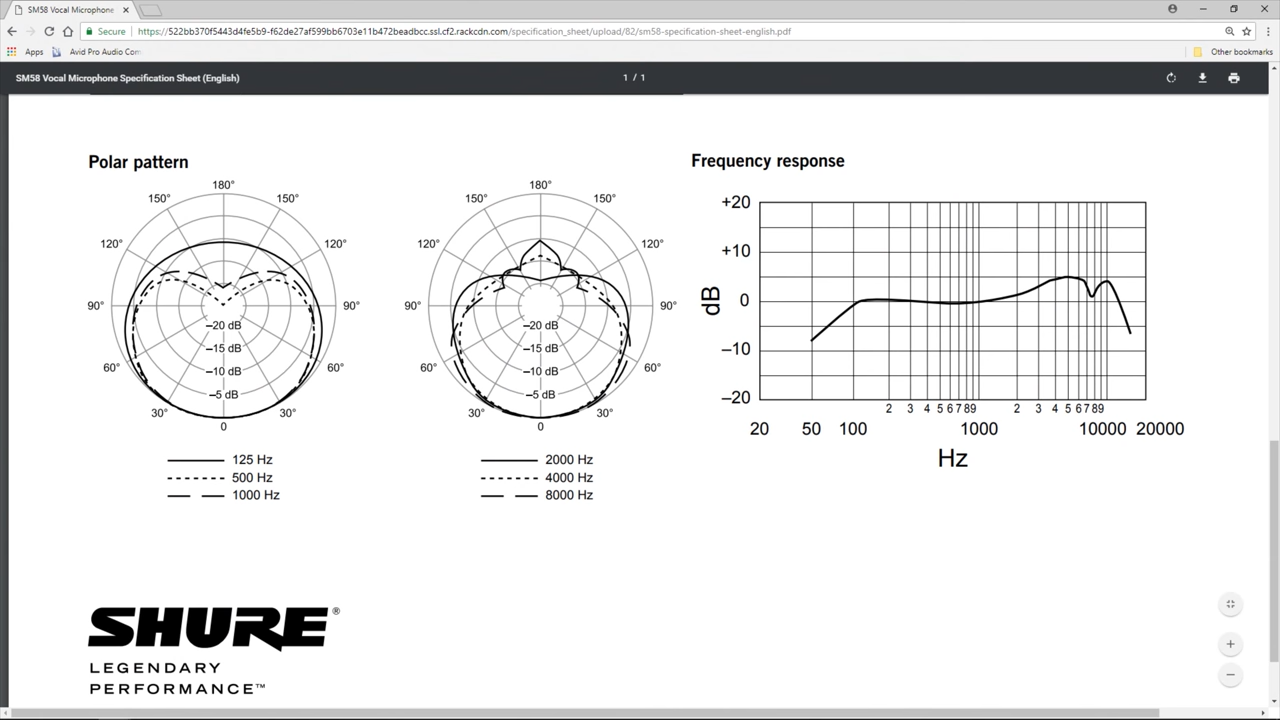 SM58 Vocal Microphone
Secure
https://522bb370f5443d4fe5b9-f62de27af599bb6703e11b472beadbcc.ssl.cf2.rackcdn.com/specification_sheet/upload/82/sm58-specification-sheet-english.pdf
Apps Avid Pro Audio Com Other bookmarks
SM58 Vocal Microphone Specification Sheet (English) 1 / 1
Polar pattern
180°
150° 150°
120° 120°
90° 90°
–20 dB
–15 dB
60° 60°
–10 dB
–5 dB
30° 30°
0
125 Hz
500 Hz
1000 Hz
180°
150° 150°
120° 120°
90° 90°
–20 dB
–15 dB
60° 60°
–10 dB
–5 dB
30° 30°
0
2000 Hz
4000 Hz
8000 Hz
Frequency response
+20
+10
dB
0
–10
–20
2 3 4 5 6 7 8 9 2 3 4 5 6 7 8 9
20 50 100 1000 10000 20000
Hz
SHURE®
LEGENDARY
PERFORMANCE™